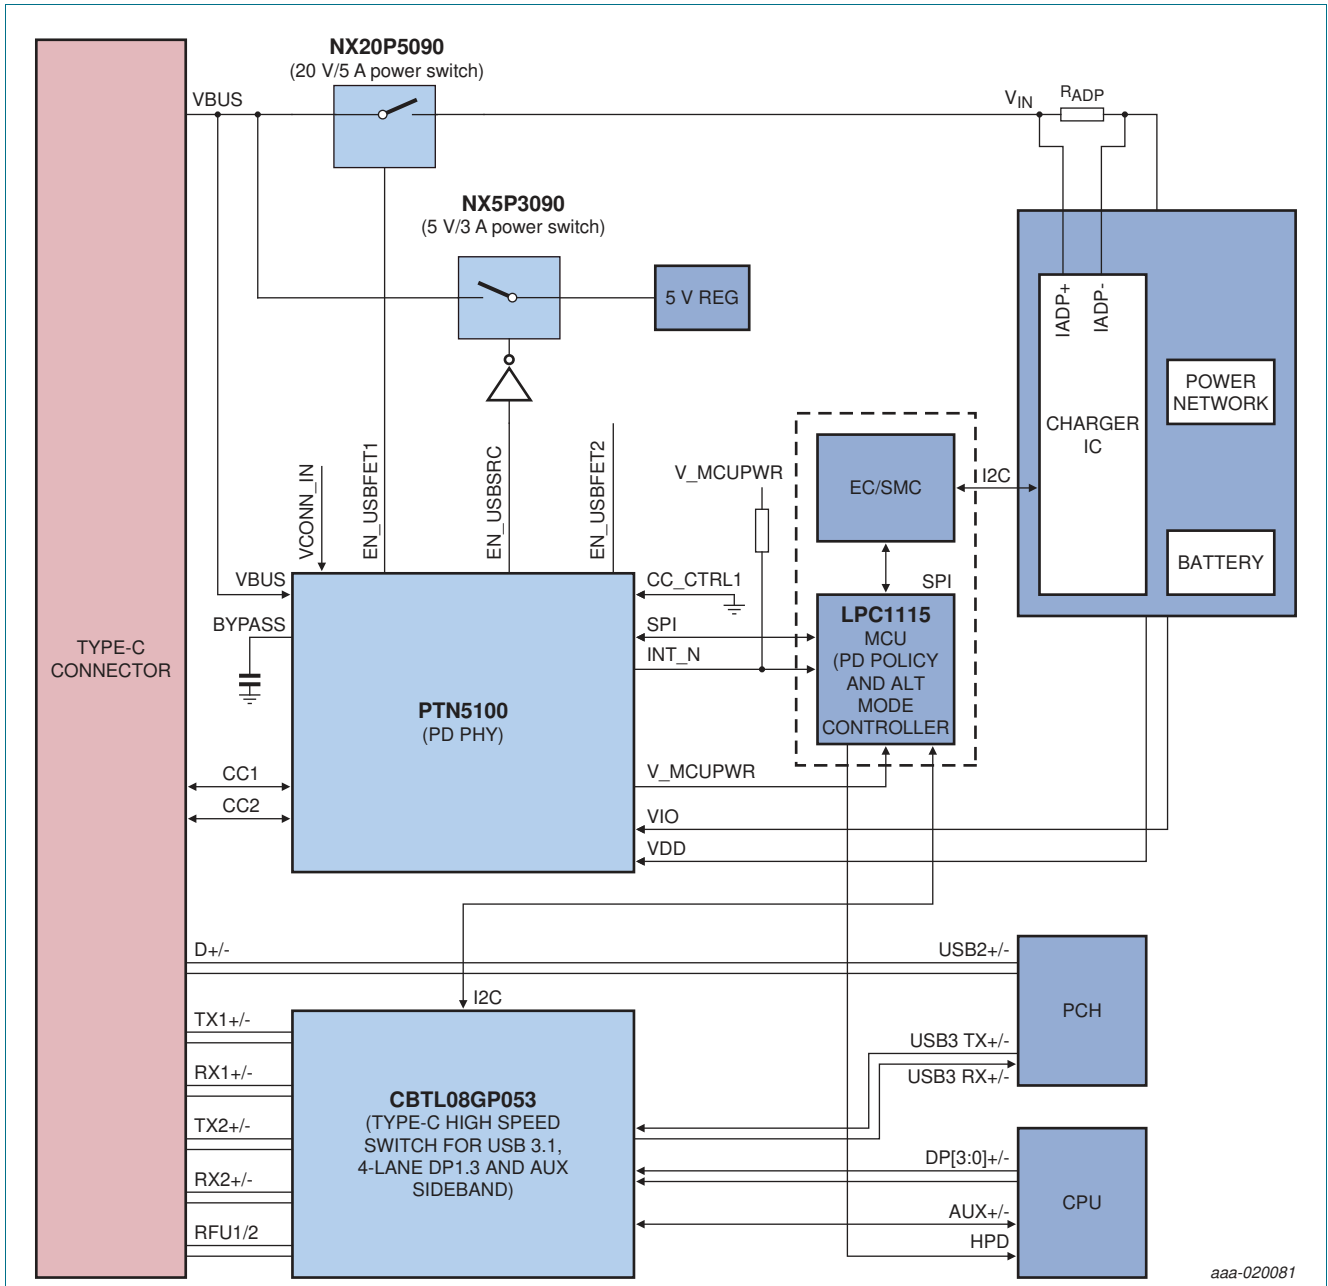 NX20P5090
(20 V/5 A power switch)
VBUS
VIN
RADP
NX5P3090
(5 V/3 A power switch)
5 V REG
IADP+
IADP-
CHARGER
IC
POWER
NETWORK
BATTERY
EC/SMC
I2C
SPI
V_MCUPWR
VCONN_IN
EN_USBFET1
EN_USBSRC
EN_USBFET2
VBUS
BYPASS
CC_CTRL1
SPI
INT_N
LPC1115
MCU
(PD POLICY
AND ALT
MODE
CONTROLLER
TYPE-C
CONNECTOR
PTN5100
(PD PHY)
CC1
CC2
V_MCUPWR
VIO
VDD
D+/-
USB2+/-
I2C
PCH
TX1+/-
RX1+/-
TX2+/-
RX2+/-
RFU1/2
USB3 TX+/-
USB3 RX+/-
CBTL08GP053
(TYPE-C HIGH SPEED
SWITCH FOR USB 3.1,
4-LANE DP1.3 AND AUX
SIDEBAND)
DP[3:0]+/-
CPU
AUX+/-
HPD
aaa-020081